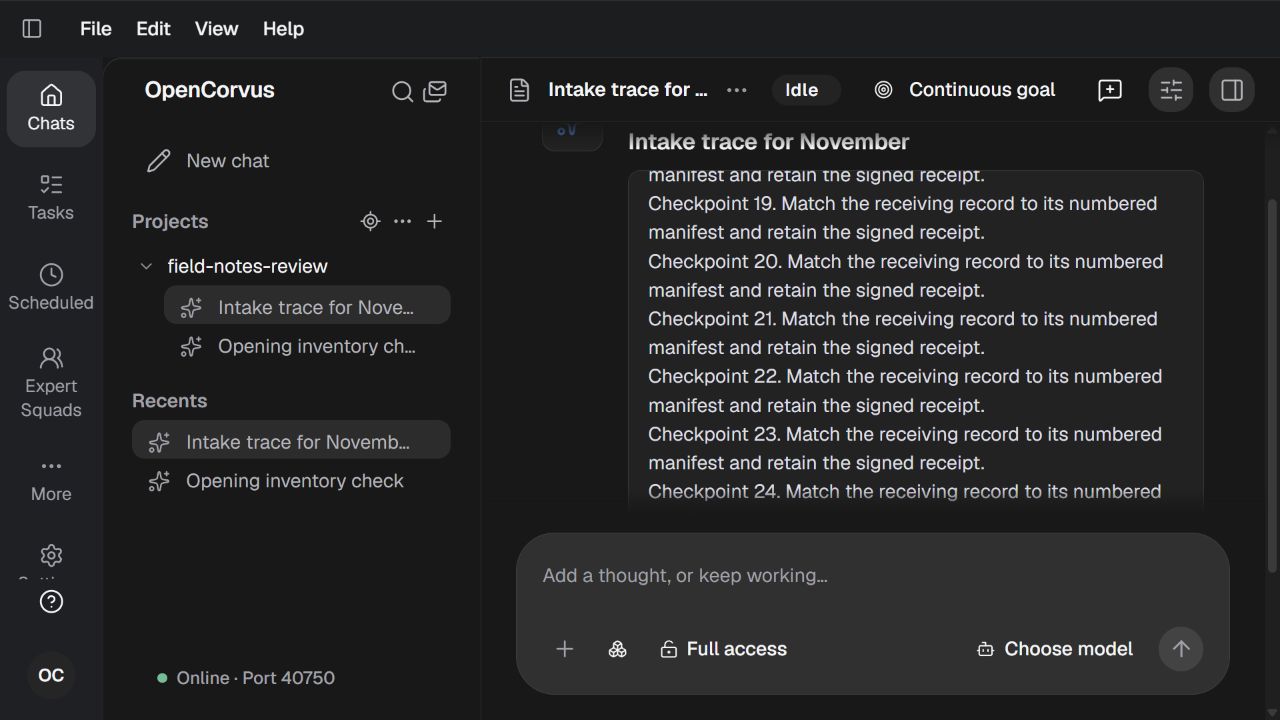 File Edit View Help
Chats
Tasks
Scheduled
Expert
Squads
More
OC
OpenCorvus
New chat
Projects
field-notes-review
Intake trace for Nove...
Opening inventory ch...
Recents
Intake trace for Novemb...
Opening inventory check
Online · Port 40750
Intake trace for ... Idle Continuous goal
Intake trace for November
manifest and retain the signed receipt.
Checkpoint 19. Match the receiving record to its numbered
manifest and retain the signed receipt.
Checkpoint 20. Match the receiving record to its numbered
manifest and retain the signed receipt.
Checkpoint 21. Match the receiving record to its numbered
manifest and retain the signed receipt.
Checkpoint 22. Match the receiving record to its numbered
manifest and retain the signed receipt.
Checkpoint 23. Match the receiving record to its numbered
manifest and retain the signed receipt.
Checkpoint 24. Match the receiving record to its numbered
Add a thought, or keep working...
Full access Choose model